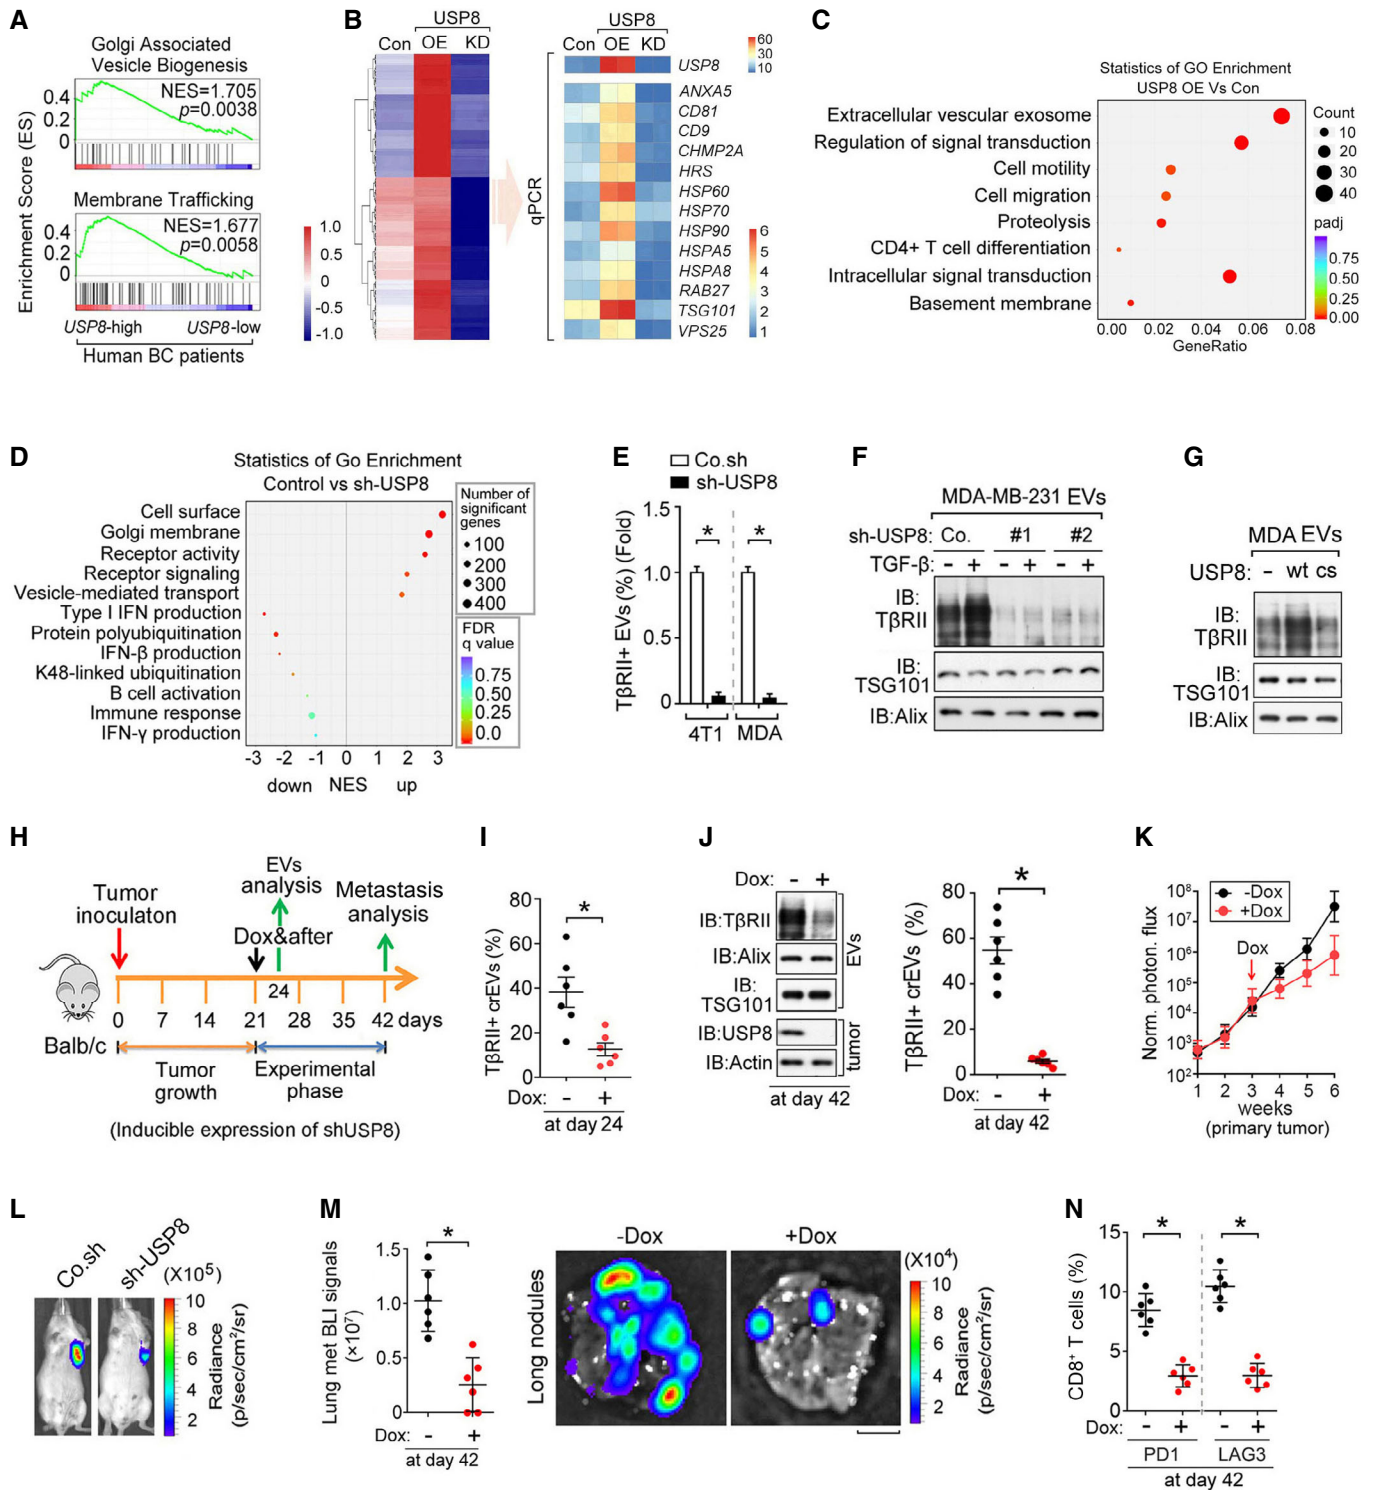 A
Golgi Associated
Vesicle Biogenesis
NES=1.705
p=0.0038
0.4
0.2
0
Membrane Trafficking
NES=1.677
p=0.0058
0.4
0.2
0
Enrichment Score (ES)
USP8-high
USP8-low
Human BC patients
B
USP8
Con OE KD
1.0
0.5
0
-0.5
-1.0
qPCR
USP8
Con OE KD
USP8
ANXA5
CD81
CD9
CHMP2A
HRS
HSP60
HSP70
HSP90
HSPA5
HSPA8
RAB27
TSG101
VPS25
60
30
10
6
5
4
3
2
1
C
Statistics of GO Enrichment
USP8 OE Vs Con
Extracellular vascular exosome
Regulation of signal transduction
Cell motility
Cell migration
Proteolysis
CD4+ T cell differentiation
Intracellular signal transduction
Basement membrane
0.00 0.02 0.04 0.06 0.08
GeneRatio
Count
10
20
30
40
padj
0.75
0.50
0.25
0.00
D
Statistics of Go Enrichment
Control vs sh-USP8
Cell surface
Golgi membrane
Receptor activity
Receptor signaling
Vesicle-mediated transport
Type I IFN production
Protein polyubiquitination
IFN-β production
K48-linked ubiquitination
B cell activation
Immune response
IFN-γ production
-3 -2 -1 0 1 2 3
down NES up
Number of
significant
genes
100
200
300
400
FDR
q value
0.75
0.50
0.25
0.0
E
Co.sh
sh-USP8
TβRII+ EVs (%) (Fold)
1.5
1.0
0.5
0
*
*
4T1 MDA
F
MDA-MB-231 EVs
sh-USP8: Co. #1 #2
TGF-β: - + - + - +
IB:
TβRII
IB:
TSG101
IB:Alix
G
MDA EVs
USP8: - wt cs
IB:
TβRII
IB:
TSG101
IB:Alix
H
Tumor
inoculaton
EVs
analysis
Metastasis
analysis
Dox&after
24
0 7 14 21 28 35 42 days
Balb/c
Tumor
growth
Experimental
phase
(Inducible expression of shUSP8)
I
TβRII+ crEVs (%)
80
60
40
20
0
*
Dox: - +
at day 24
J
Dox: - +
IB:TβRII
IB:Alix
IB:
TSG101
IB:USP8
IB:Actin
EVs
tumor
at day 42
TβRII+ crEVs (%)
80
60
40
20
0
*
Dox: - +
at day 42
K
Norm. photon. flux
10⁸
10⁷
10⁶
10⁵
10⁴
10³
10²
-Dox
+Dox
Dox
1 2 3 4 5 6
weeks
(primary tumor)
L
Co.sh
sh-USP8
(X10⁵)
10
8
6
4
2
Radiance
(p/sec/cm²/sr)
M
Lung met BLI signals
(×10⁷)
1.5
1.0
0.5
0
*
Dox: - +
at day 42
-Dox
+Dox
Long nodules
(X10⁴)
10
8
6
4
2
Radiance
(p/sec/cm²/sr)
N
CD8⁺ T cells (%)
15
10
5
0
*
*
Dox: - + - +
PD1 LAG3
at day 42